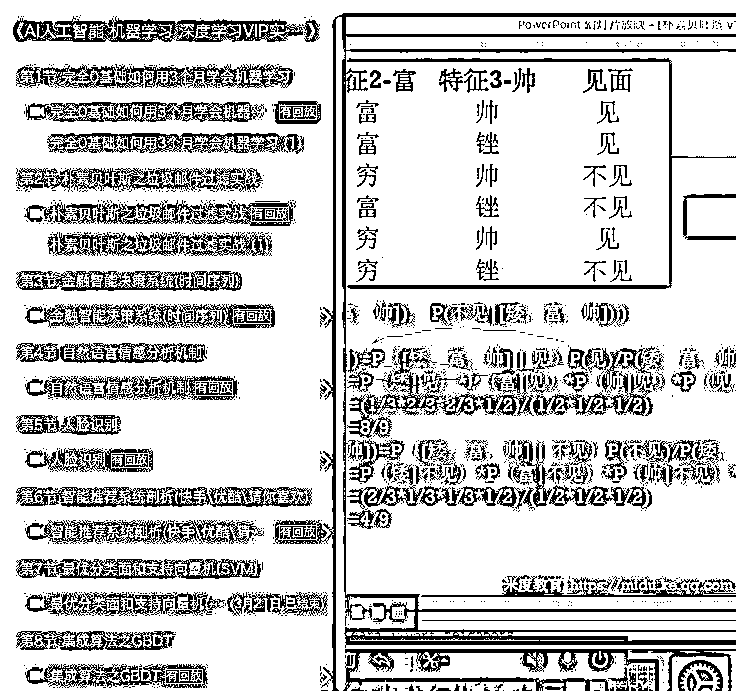 《AI人工智能 机器学习 深度学习VIP实…》
第1节 完全0基础如何用3个月学会机器学习
完全0基础如何用3个月学会机器… 有回放
完全0基础如何用3个月学会机器学习 (1)
第2节 朴素贝叶斯之垃圾邮件过滤实战
朴素贝叶斯之垃圾邮件过滤实战 有回放
朴素贝叶斯之垃圾邮件过滤实战 (1)
第3节 金融智能决策系统(时间序列)
金融智能决策系统(时间序列) 有回放
第4节 自然语言情感分析机制
自然语言情感分析机制 有回放
第5节 人脸识别
人脸识别 有回放
第6节 智能推荐系统剖析(快手\优酷\猜你喜欢)
智能推荐系统剖析(快手\优酷\猜… 有回放
第7节 最优分类面和支持向量机(SVM)
最优分类面和支持向量机(… (3月21日已结束)
第8节 集成算法之GBDT
集成算法之GBDT 有回放
PowerPoint 幻灯片放映 - [朴素贝叶斯
征2-富 特征3-帅 见面
富 帅 见
富 锉 见
穷 帅 不见
富 锉 不见
穷 帅 见
穷 锉 不见
帅]), P(不见|[矮, 富, 帅]))
])=P ([矮, 富, 帅]|见) P(见)/P(矮, 富, 帅
=P (矮|见) *P (富|见) *P (帅|见
=(1/3*2/3*2/3*1/2)/(1/2*1/2*1/2)
=8/9
帅])=P ([矮, 富, 帅]|不见) P(不见)/P(矮,
=P (矮|不见) *P (富|不见) *P (帅|不见)
=(2/3*1/3*1/3*1/2)/(1/2*1/2*1/2)
=4/9
米度教育 https://midu.ke.qq.com